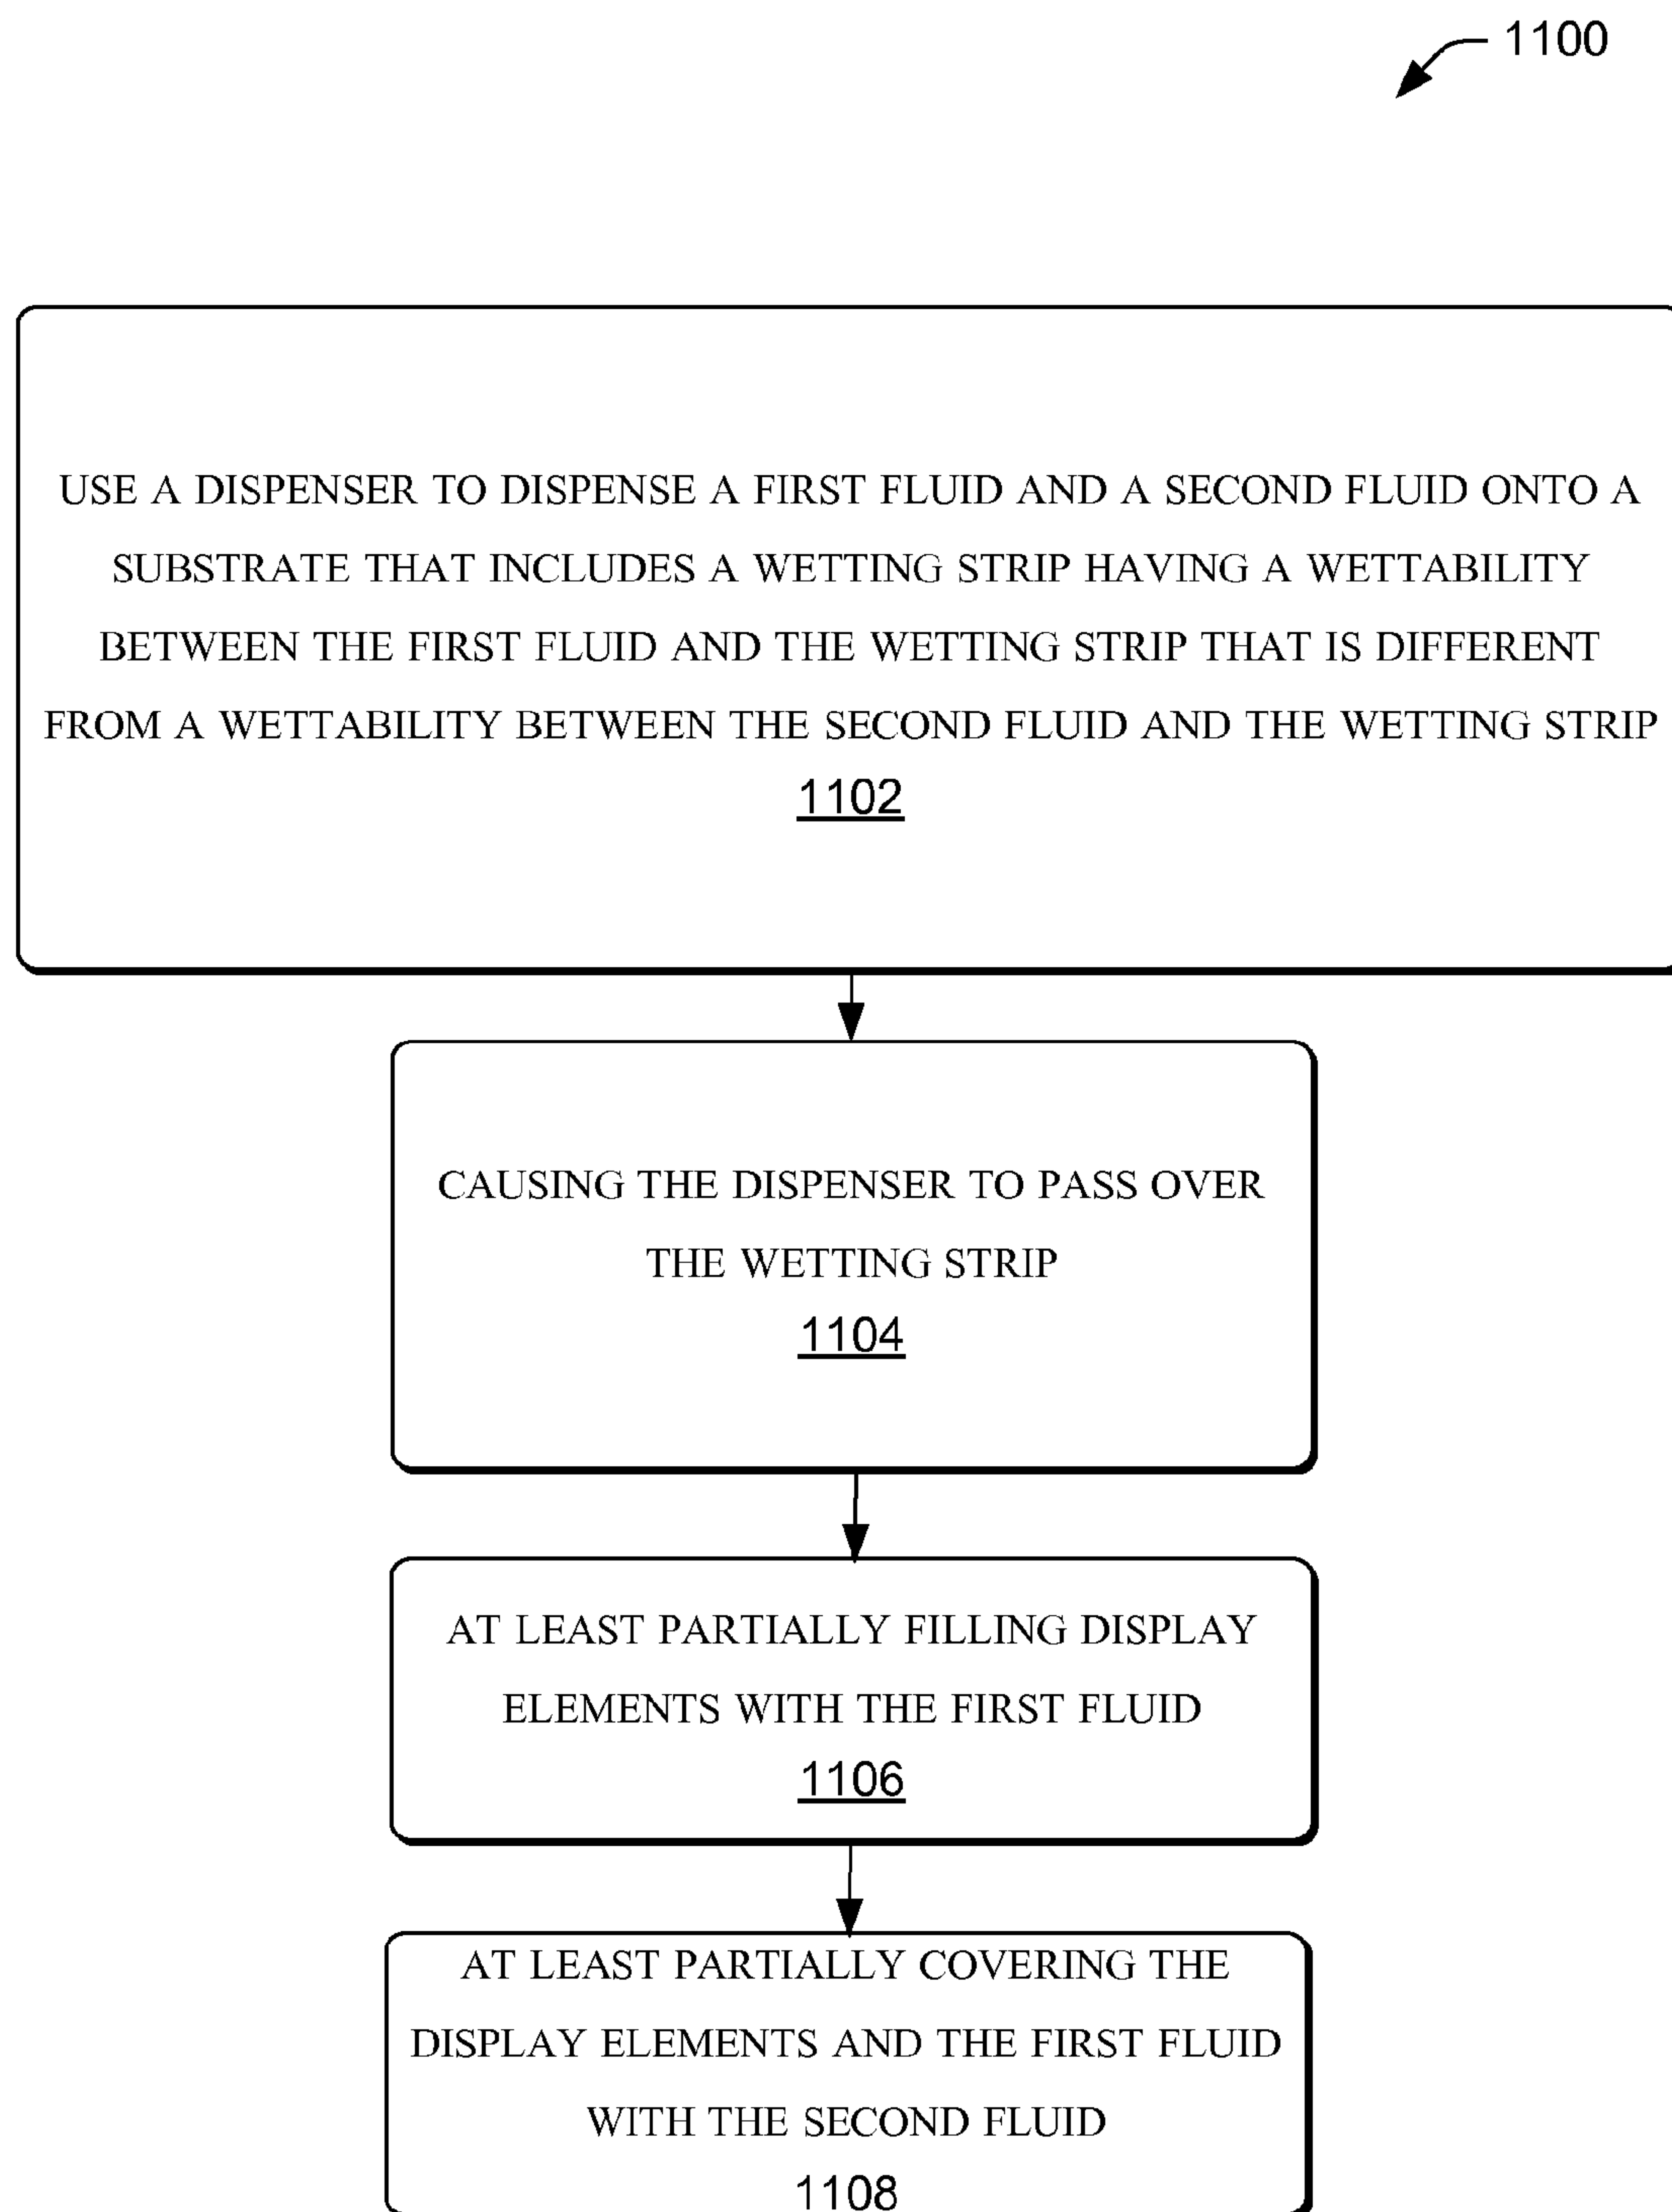 1100
USE A DISPENSER TO DISPENSE A FIRST FLUID AND A SECOND FLUID ONTO A
SUBSTRATE THAT INCLUDES A WETTING STRIP HAVING A WETTABILITY
BETWEEN THE FIRST FLUID AND THE WETTING STRIP THAT IS DIFFERENT
FROM A WETTABILITY BETWEEN THE SECOND FLUID AND THE WETTING STRIP
1102
CAUSING THE DISPENSER TO PASS OVER
THE WETTING STRIP
1104
AT LEAST PARTIALLY FILLING DISPLAY
ELEMENTS WITH THE FIRST FLUID
1106
AT LEAST PARTIALLY COVERING THE
DISPLAY ELEMENTS AND THE FIRST FLUID
WITH THE SECOND FLUID
1108